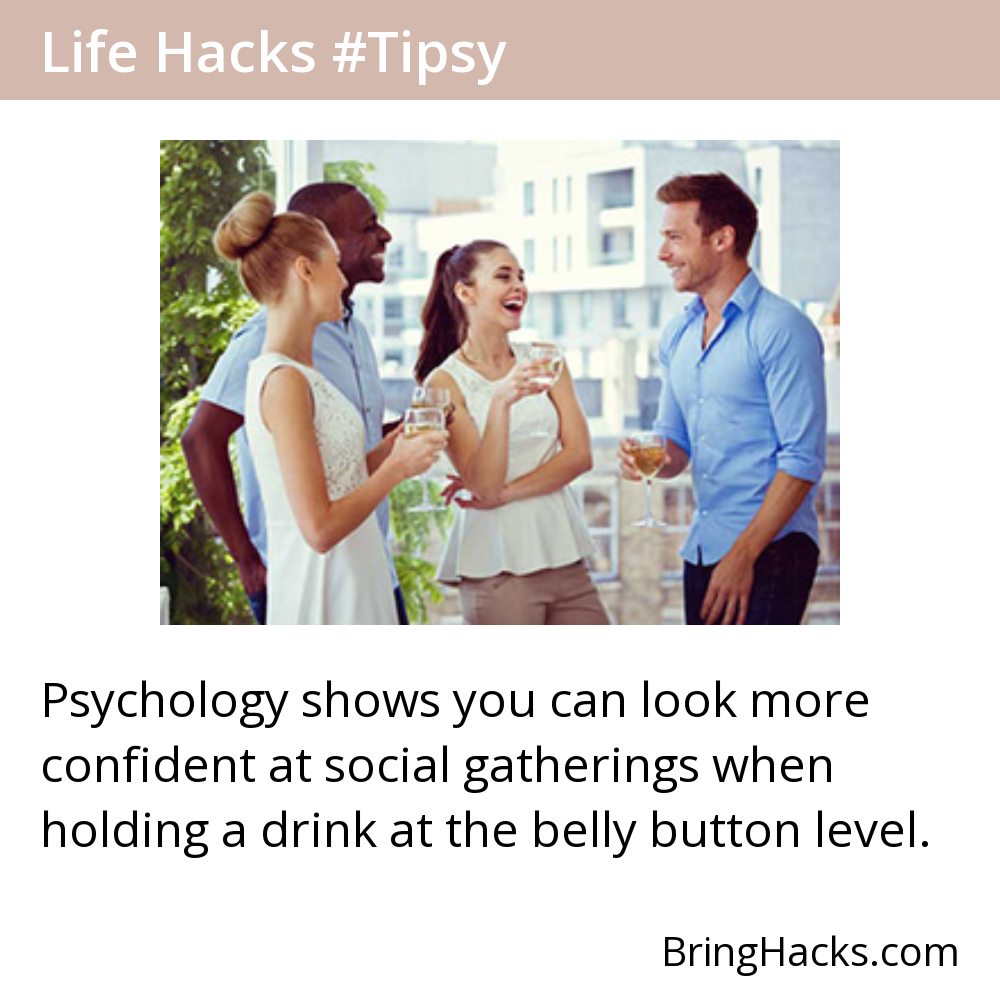 Life Hacks #Tipsy
Psychology shows you can look more
confident at social gatherings when
holding a drink at the belly button level.
BringHacks.com